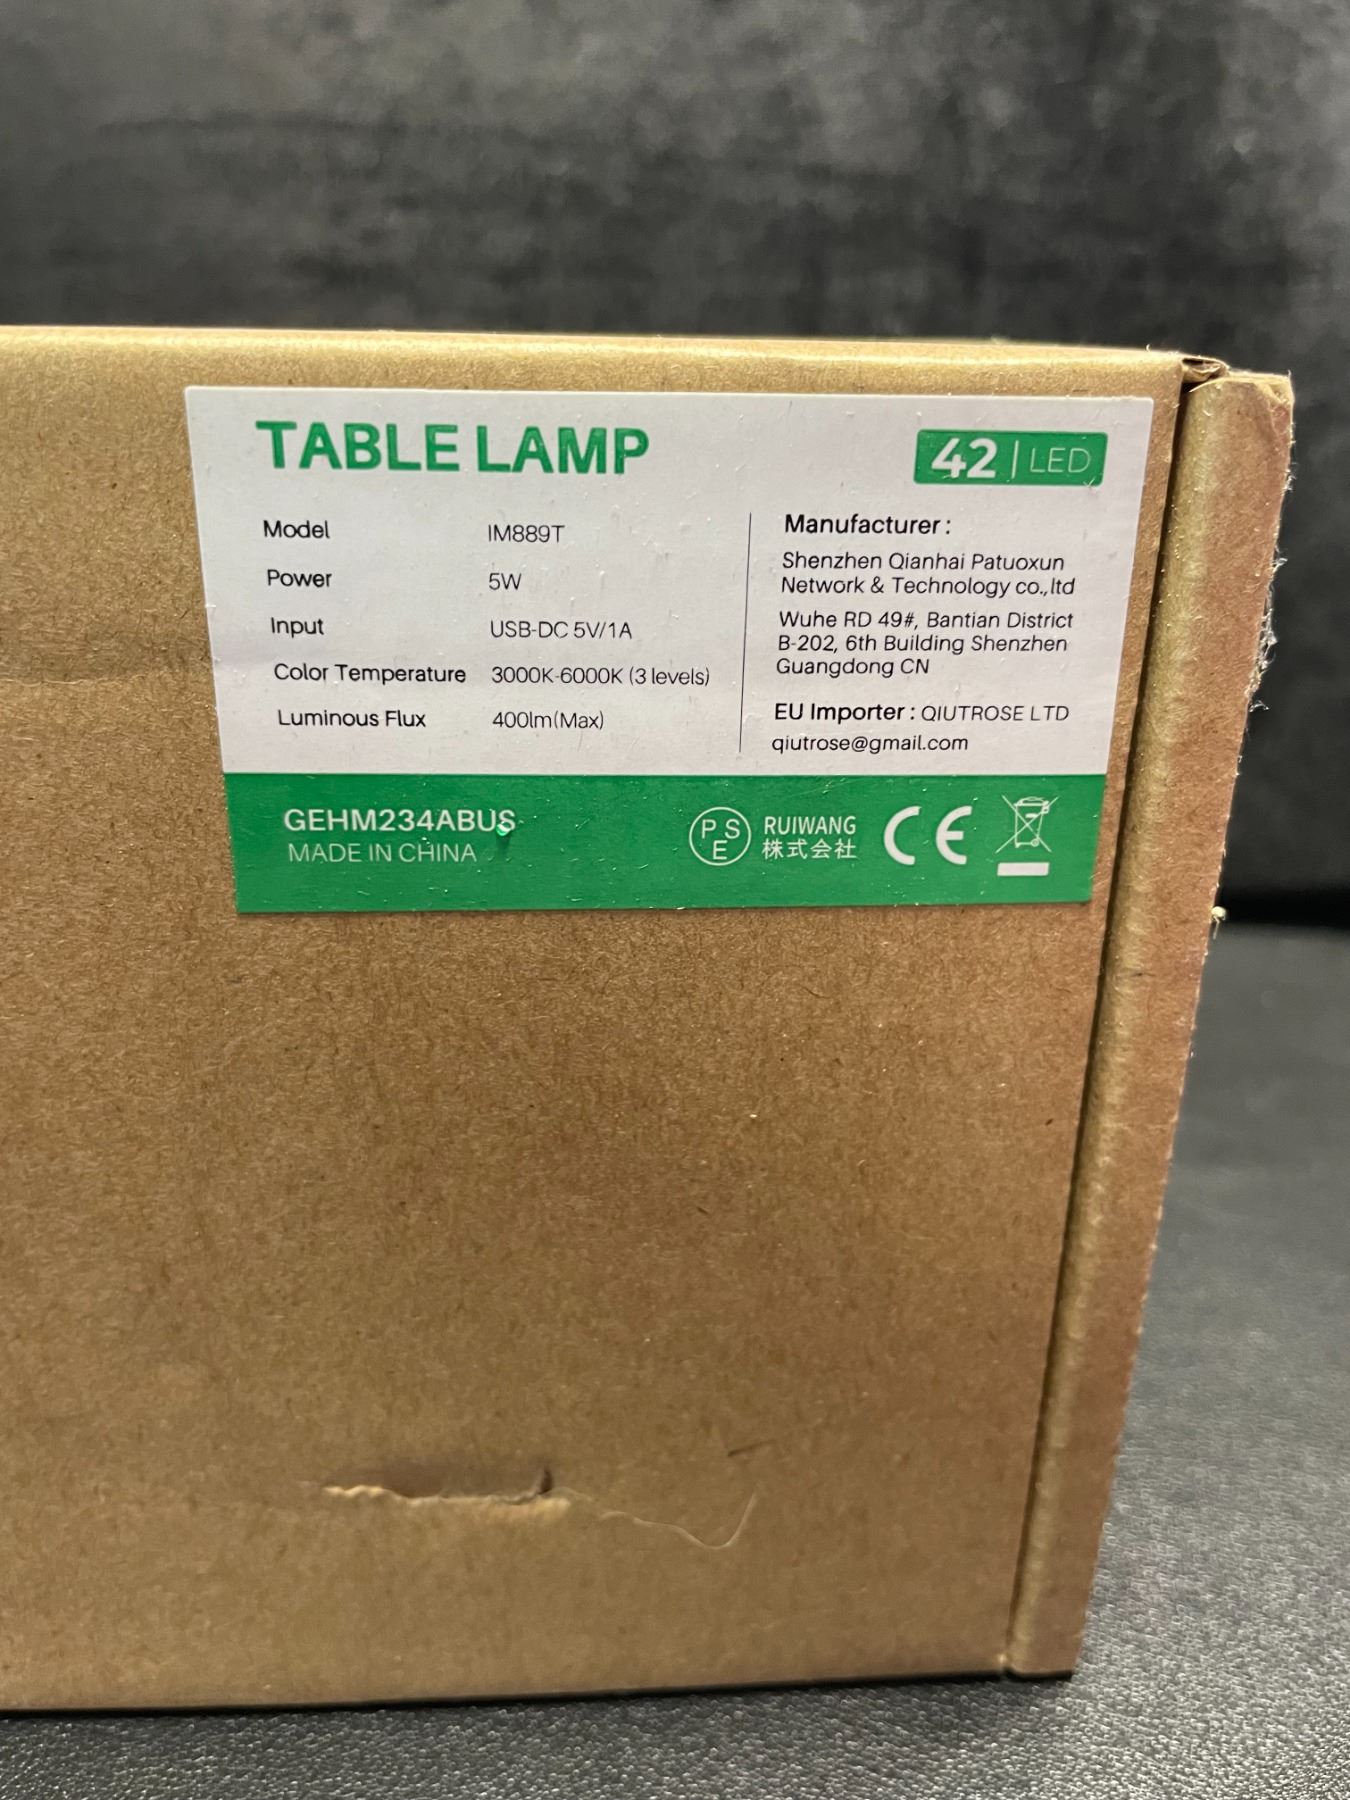 TABLE LAMP
42 | LED
Model IM889T
Power 5W
Input USB-DC 5V/1A
Color Temperature 3000K-6000K (3 levels)
Luminous Flux 400lm(Max)
Manufacturer :
Shenzhen Qianhai Patuoxun
Network & Technology co.,ltd
Wuhe RD 49#, Bantian District
B-202, 6th Building Shenzhen
Guangdong CN
EU Importer : QIUTROSE LTD
qiutrose@gmail.com
GEHM234ABUS
MADE IN CHINA
PSE
RUIWANG
株式会社
CE